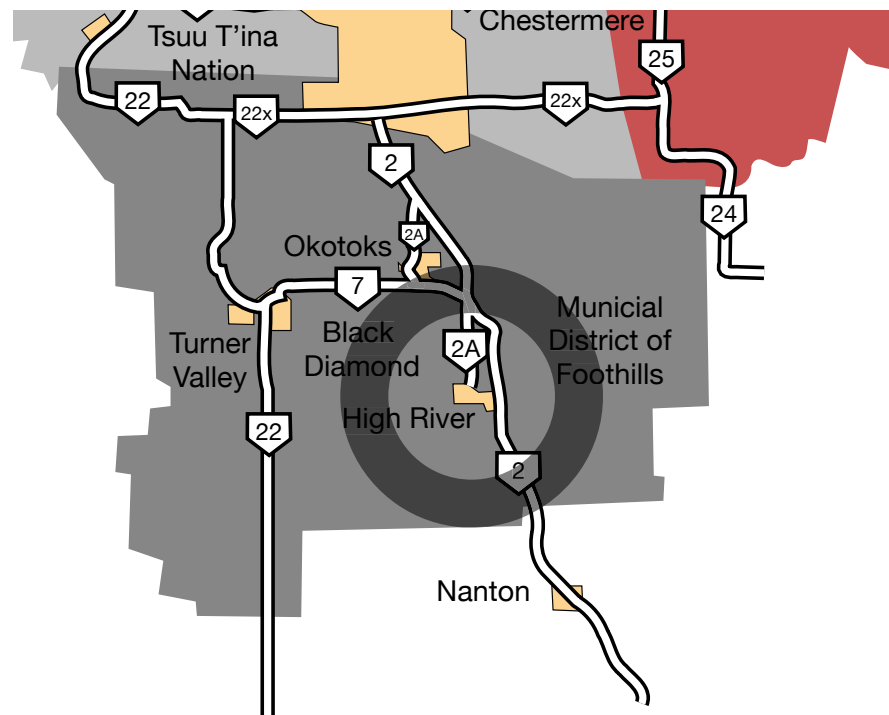 Chestermere
Tsuu T'ina
Nation
25
22
22x
22x
2
24
2A
Okotoks
7
Municial
District of
Foothills
Black
Diamond
Turner
Valley
2A
High River
22
2
Nanton